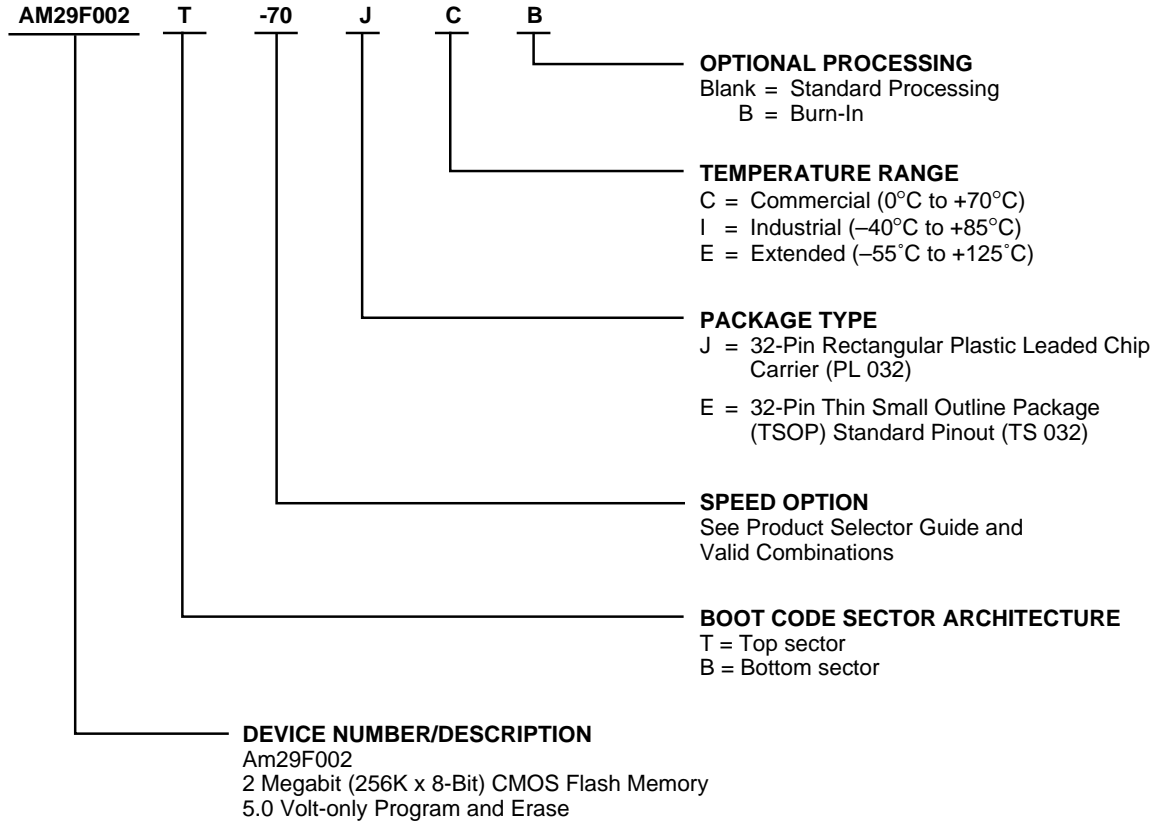 AM29F002 T -70 J C B
OPTIONAL PROCESSING
Blank = Standard Processing
B = Burn-In
TEMPERATURE RANGE
C = Commercial (0°C to +70°C)
I = Industrial (–40°C to +85°C)
E = Extended (–55˚C to +125˚C)
PACKAGE TYPE
J = 32-Pin Rectangular Plastic Leaded Chip
Carrier (PL 032)
E = 32-Pin Thin Small Outline Package
(TSOP) Standard Pinout (TS 032)
SPEED OPTION
See Product Selector Guide and
Valid Combinations
BOOT CODE SECTOR ARCHITECTURE
T = Top sector
B = Bottom sector
DEVICE NUMBER/DESCRIPTION
Am29F002
2 Megabit (256K x 8-Bit) CMOS Flash Memory
5.0 Volt-only Program and Erase